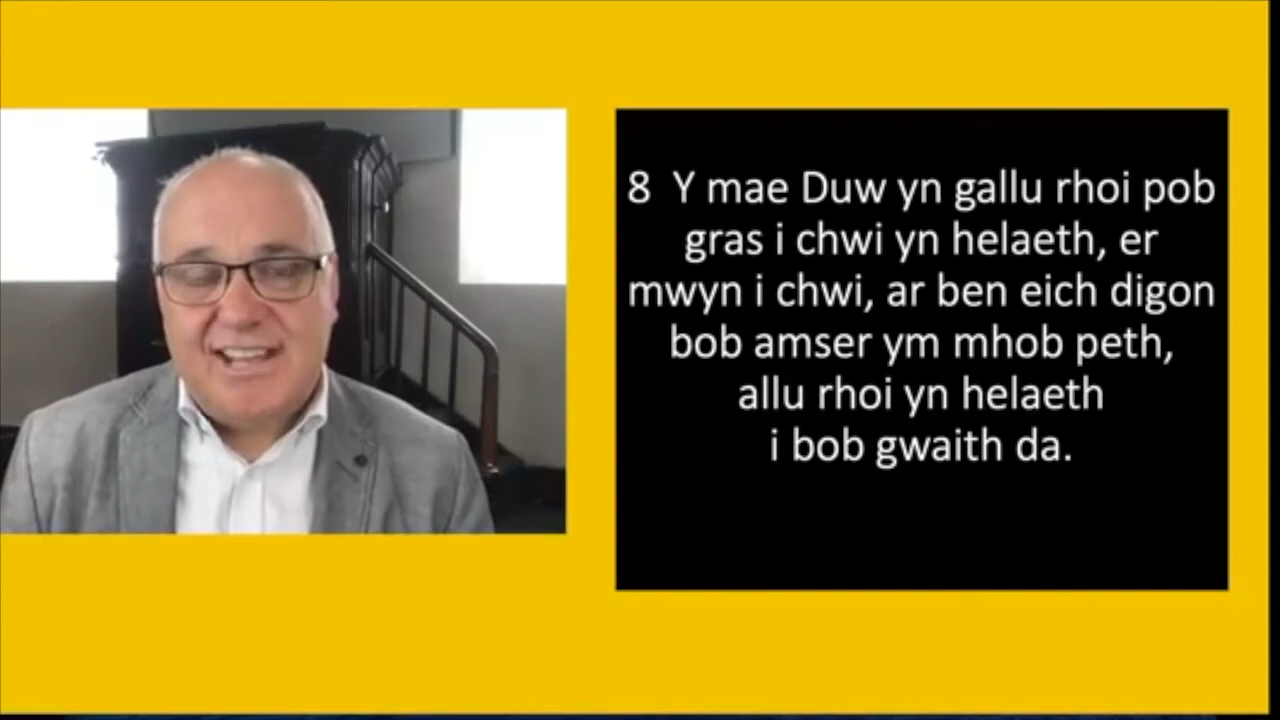 8 Y mae Duw yn gallu rhoi pob
gras i chwi yn helaeth, er
mwyn i chwi, ar ben eich digon
bob amser ym mhob peth,
allu rhoi yn helaeth
i bob gwaith da.